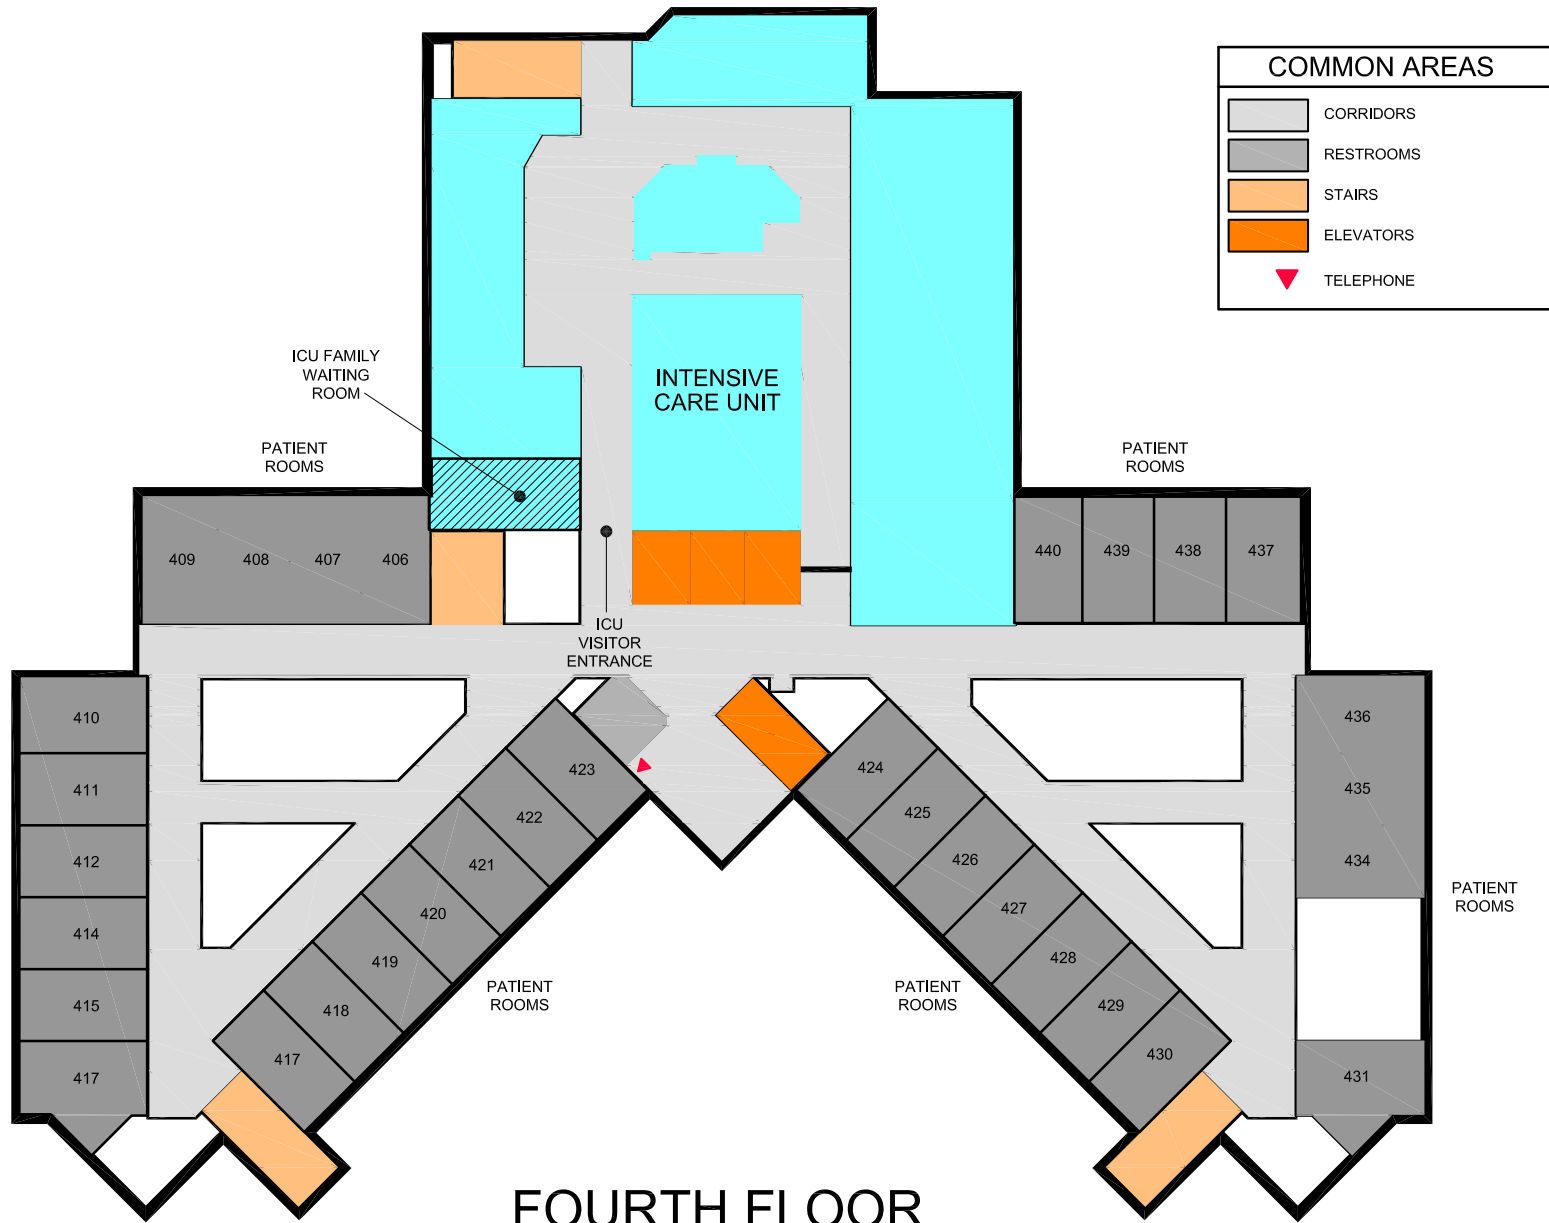 COMMON AREAS
CORRIDORS
RESTROOMS
STAIRS
ELEVATORS
TELEPHONE
ICU FAMILY
WAITING
ROOM
INTENSIVE
CARE UNIT
PATIENT
ROOMS
PATIENT
ROOMS
409 408 407 406
440 439 438 437
ICU
VISITOR
ENTRANCE
410
411
412
414
415
417
423
422
421
420
419
418
417
424
425
426
427
428
429
430
436
435
434
431
PATIENT
ROOMS
PATIENT
ROOMS
PATIENT
ROOMS
FOURTH FLOOR